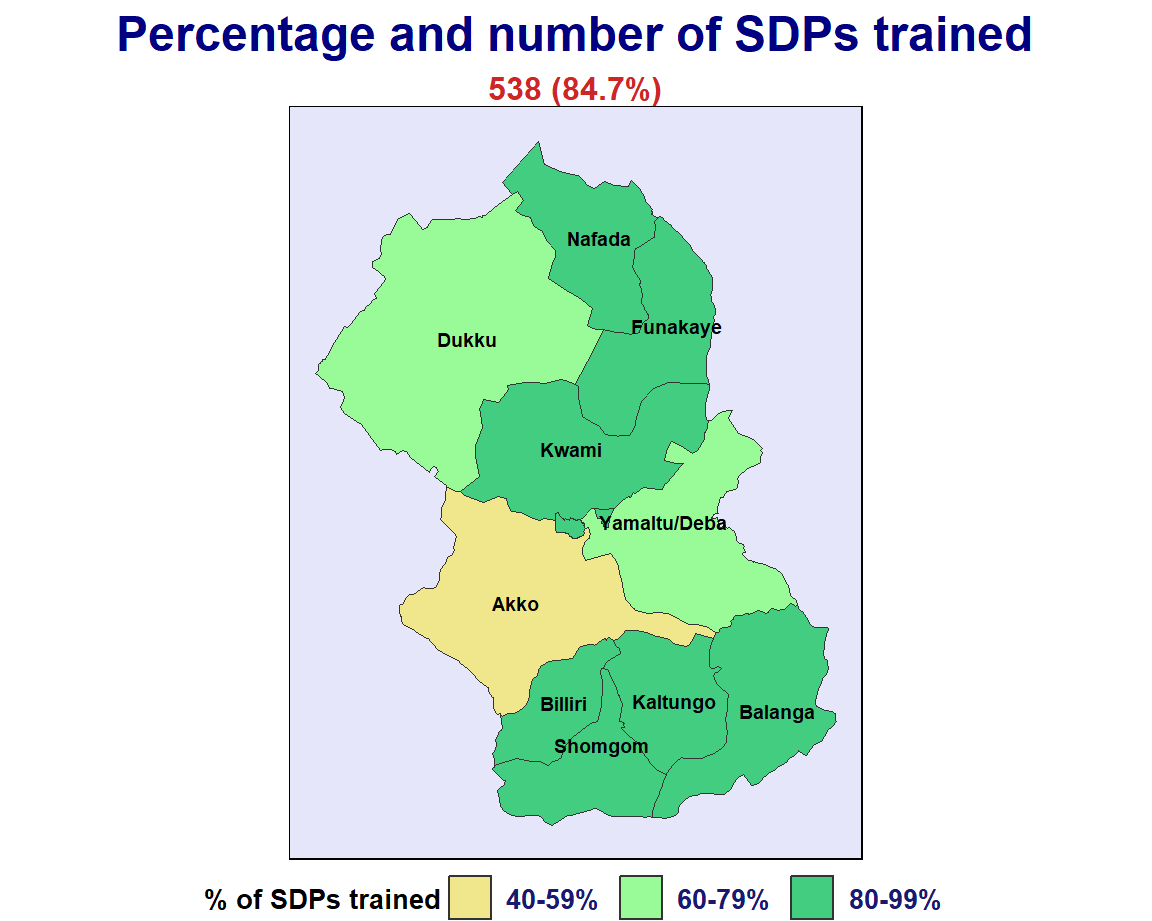 Percentage and number of SDPs trained
538 (84.7%)
Nafada
Funakaye
Dukku
Kwami
Yamaltu/Deba
Akko
Billiri
Kaltungo
Balanga
Shomgom
% of SDPs trained 40-59% 60-79% 80-99%